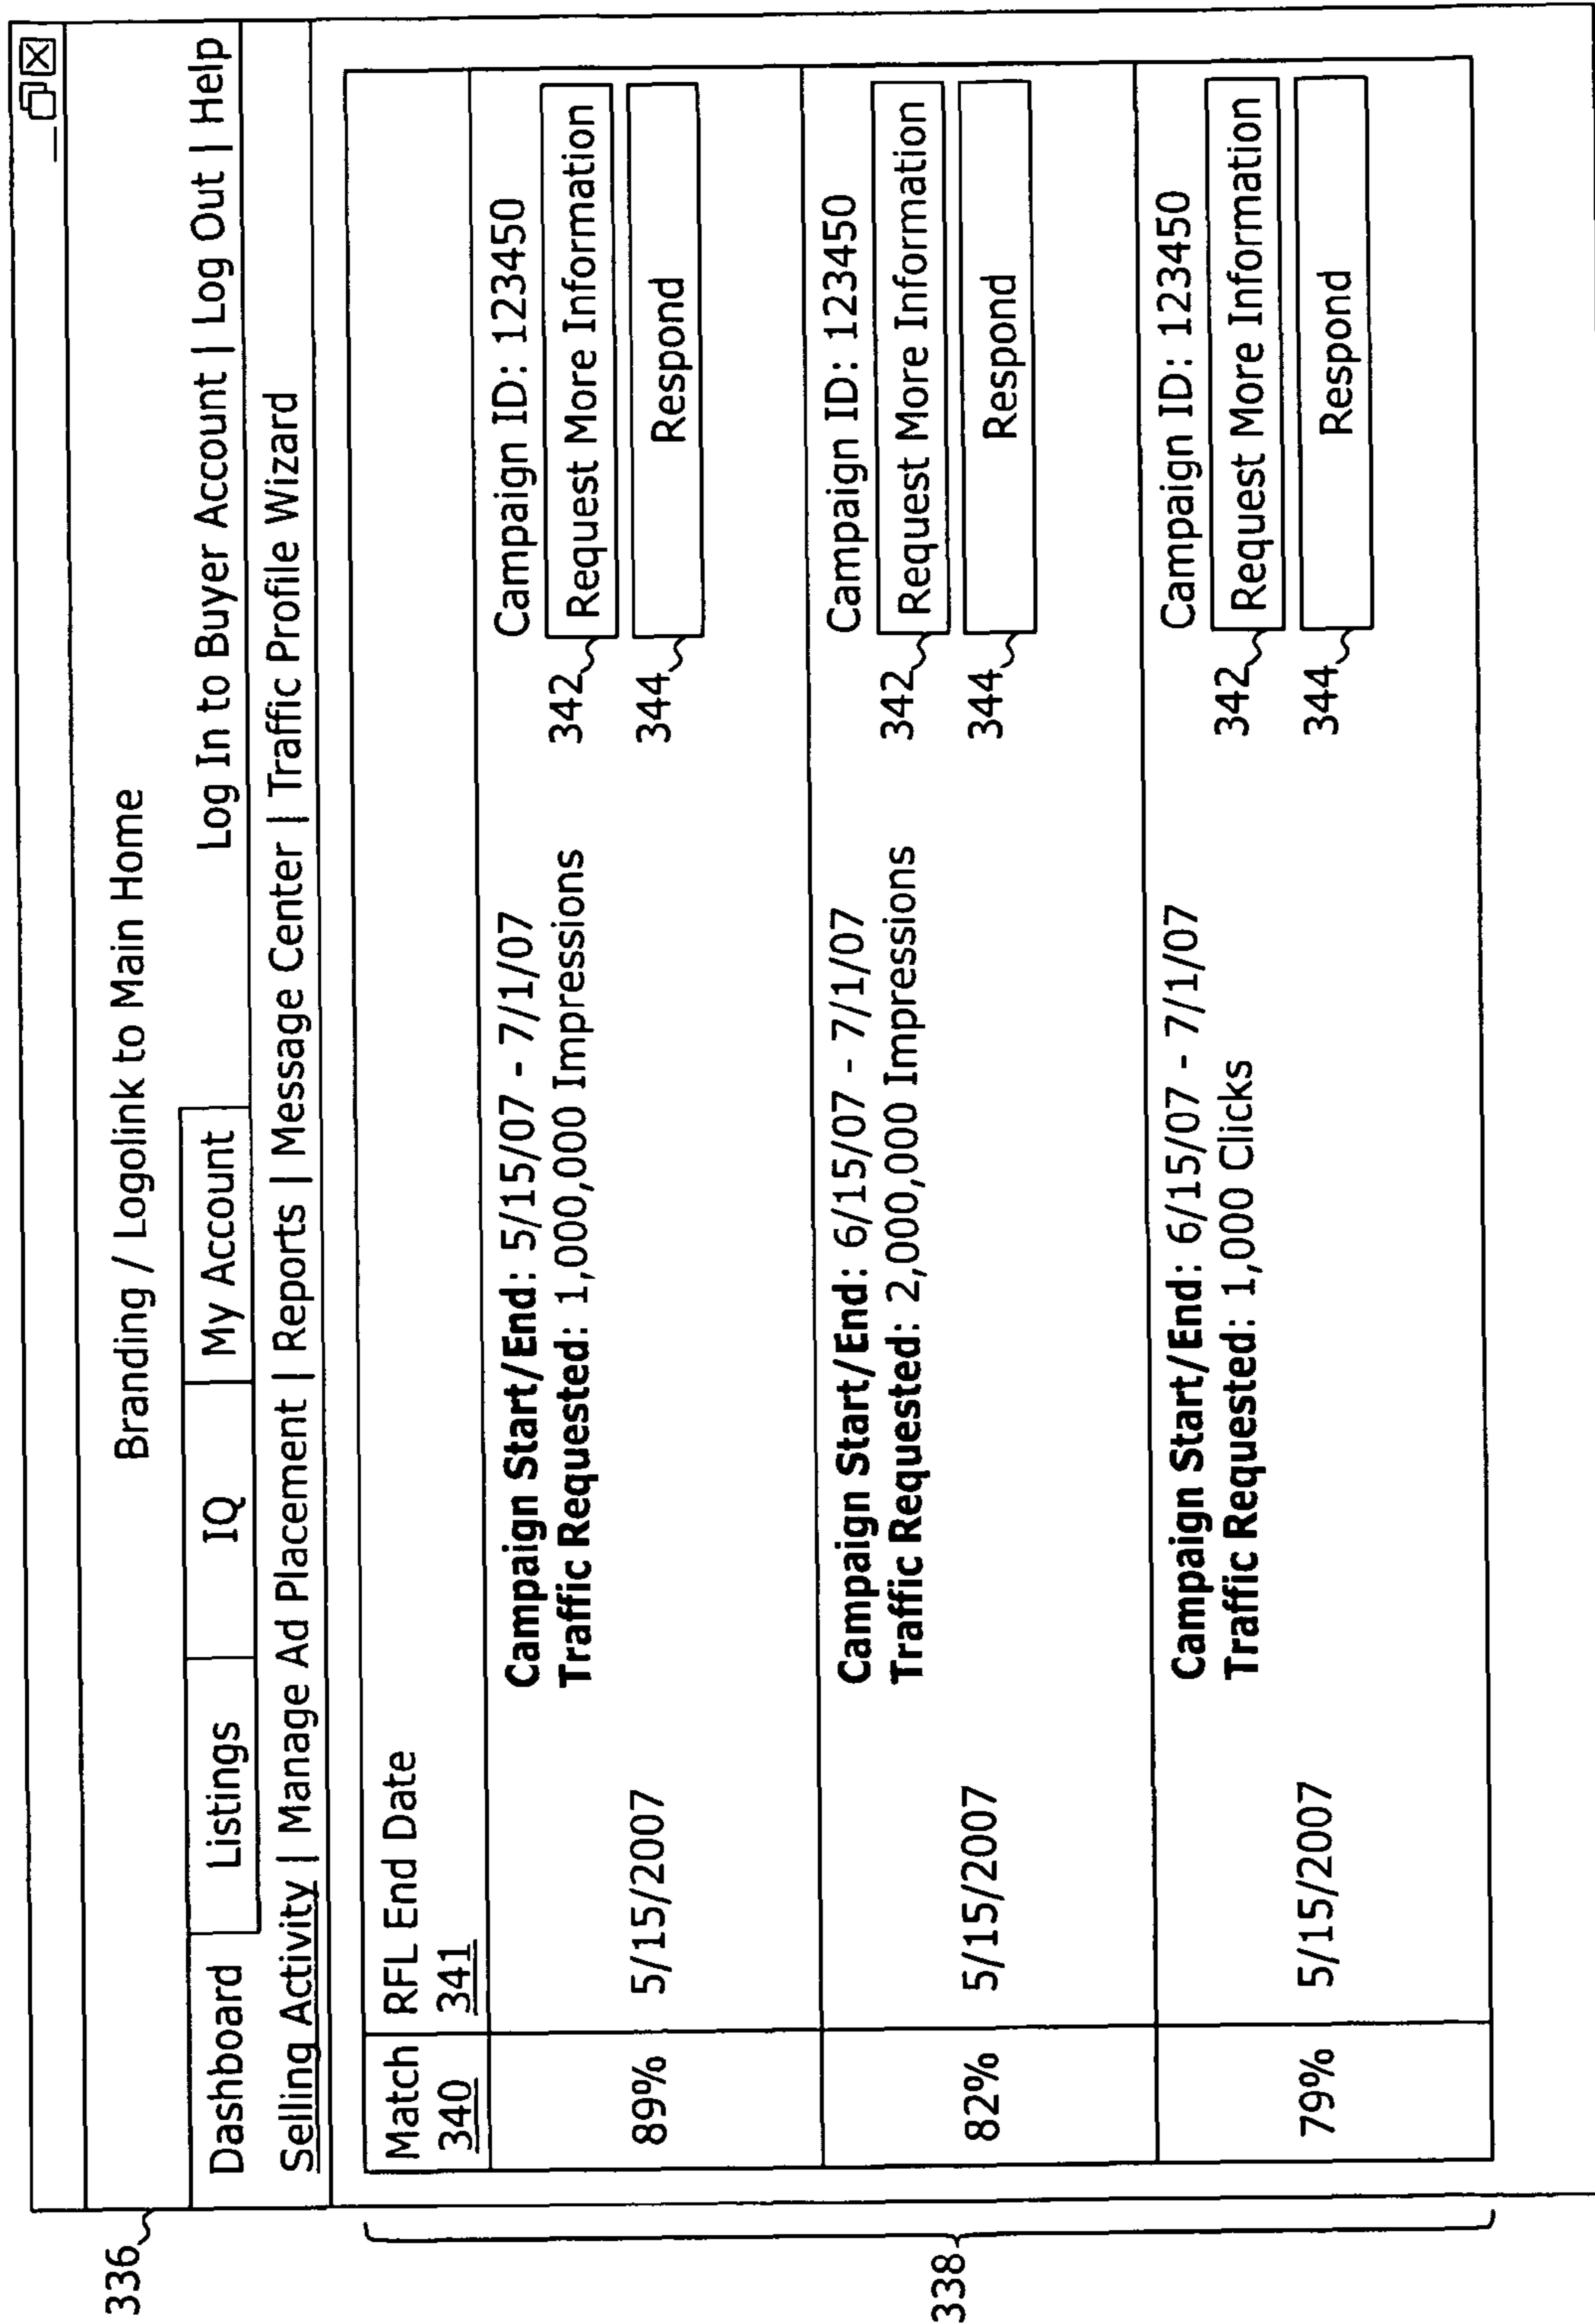 336
Branding / Logolink to Main Home
Dashboard Listings IQ My Account Log In to Buyer Account | Log Out | Help
Selling Activity | Manage Ad Placement | Reports | Message Center | Traffic Profile Wizard
338
Match RFL End Date
340 341
Campaign Start/End: 5/15/07 - 7/1/07 Campaign ID: 123450
Traffic Requested: 1,000,000 Impressions 342 Request More Information
89% 5/15/2007 344 Respond
Campaign Start/End: 6/15/07 - 7/1/07 Campaign ID: 123450
Traffic Requested: 2,000,000 Impressions 342 Request More Information
82% 5/15/2007 344 Respond
Campaign Start/End: 6/15/07 - 7/1/07 Campaign ID: 123450
Traffic Requested: 1,000 Clicks 342 Request More Information
79% 5/15/2007 344 Respond